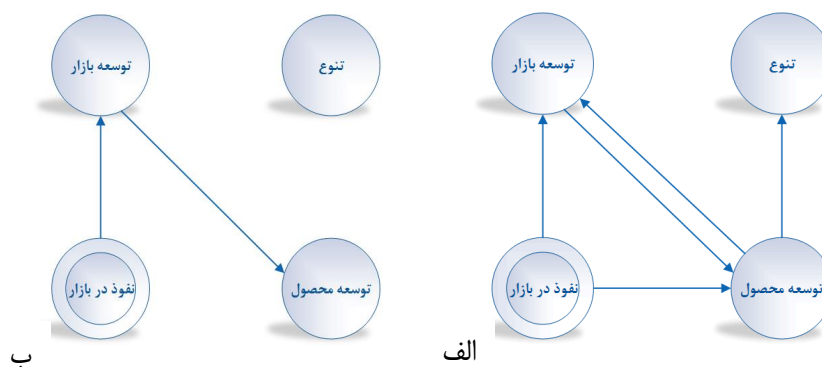 تنوع
توسعه بازار
توسعه محصول
نفوذ در بازار
الف
تنوع
توسعه بازار
توسعه محصول
نفوذ در بازار
ب